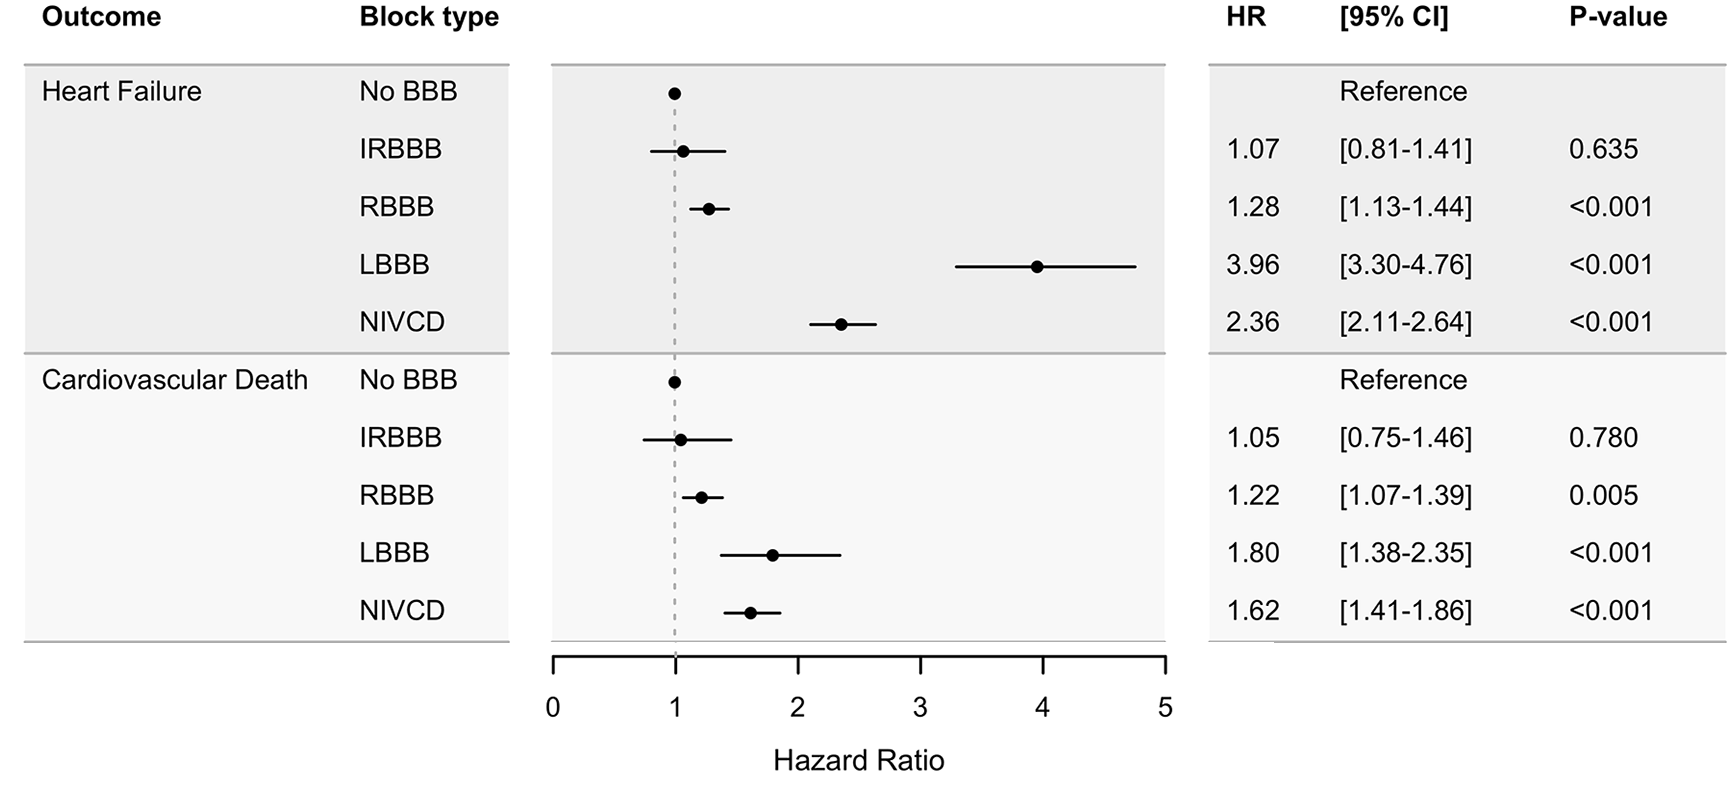 Outcome Block type HR [95% CI] P-value
Heart Failure No BBB Reference
IRBBB 1.07 [0.81-1.41] 0.635
RBBB 1.28 [1.13-1.44] <0.001
LBBB 3.96 [3.30-4.76] <0.001
NIVCD 2.36 [2.11-2.64] <0.001
Cardiovascular Death No BBB Reference
IRBBB 1.05 [0.75-1.46] 0.780
RBBB 1.22 [1.07-1.39] 0.005
LBBB 1.80 [1.38-2.35] <0.001
NIVCD 1.62 [1.41-1.86] <0.001
0 1 2 3 4 5
Hazard Ratio